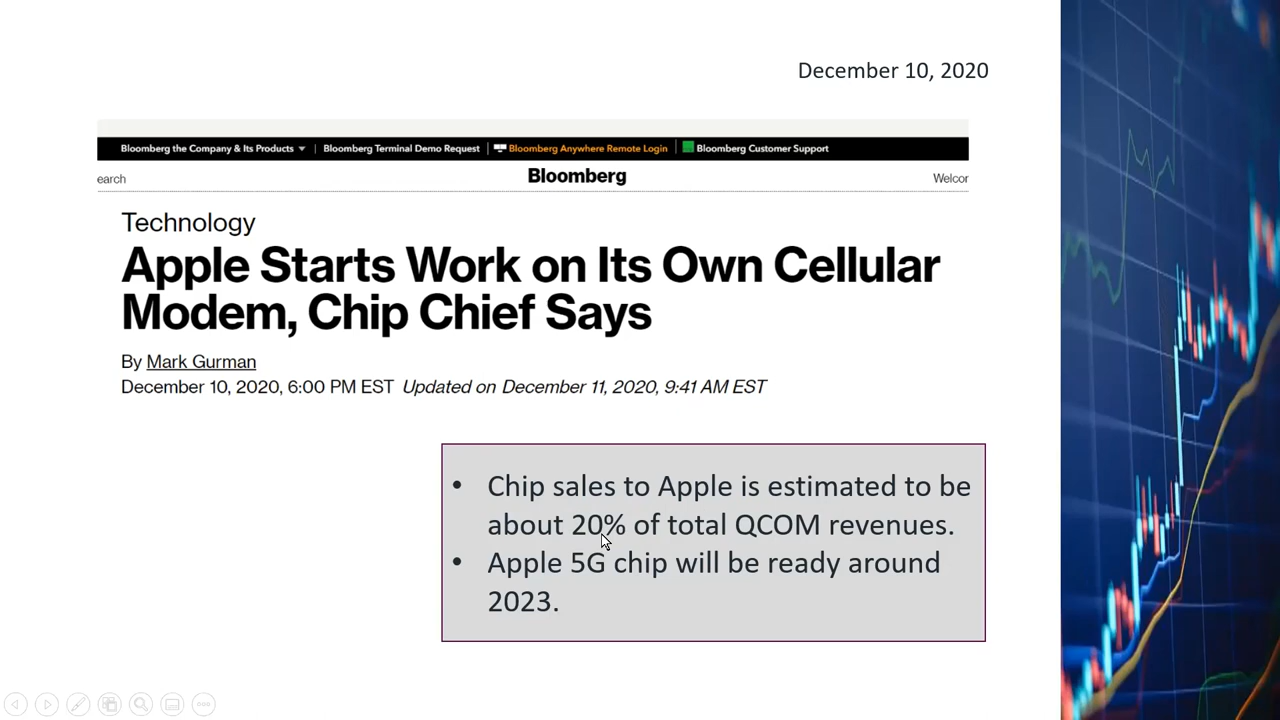 December 10, 2020
Bloomberg the Company & Its Products | Bloomberg Terminal Demo Request | Bloomberg Anywhere Remote Login | Bloomberg Customer Support
earch Bloomberg Welcor
Technology
Apple Starts Work on Its Own Cellular
Modem, Chip Chief Says
By Mark Gurman
December 10, 2020, 6:00 PM EST Updated on December 11, 2020, 9:41 AM EST
• Chip sales to Apple is estimated to be
about 20% of total QCOM revenues.
• Apple 5G chip will be ready around
2023.